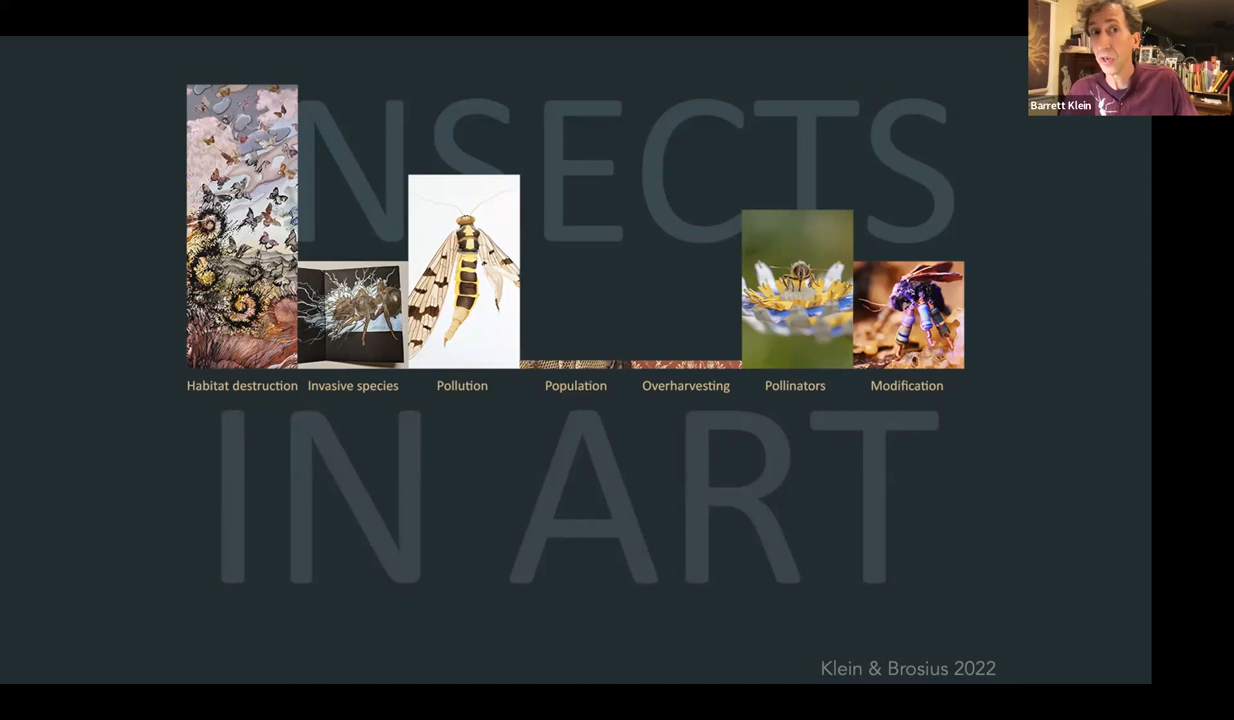 Barrett Klein
INSECTS
Habitat destruction Invasive species Pollution Population Overharvesting Pollinators Modification
IN ART
Klein & Brosius 2022